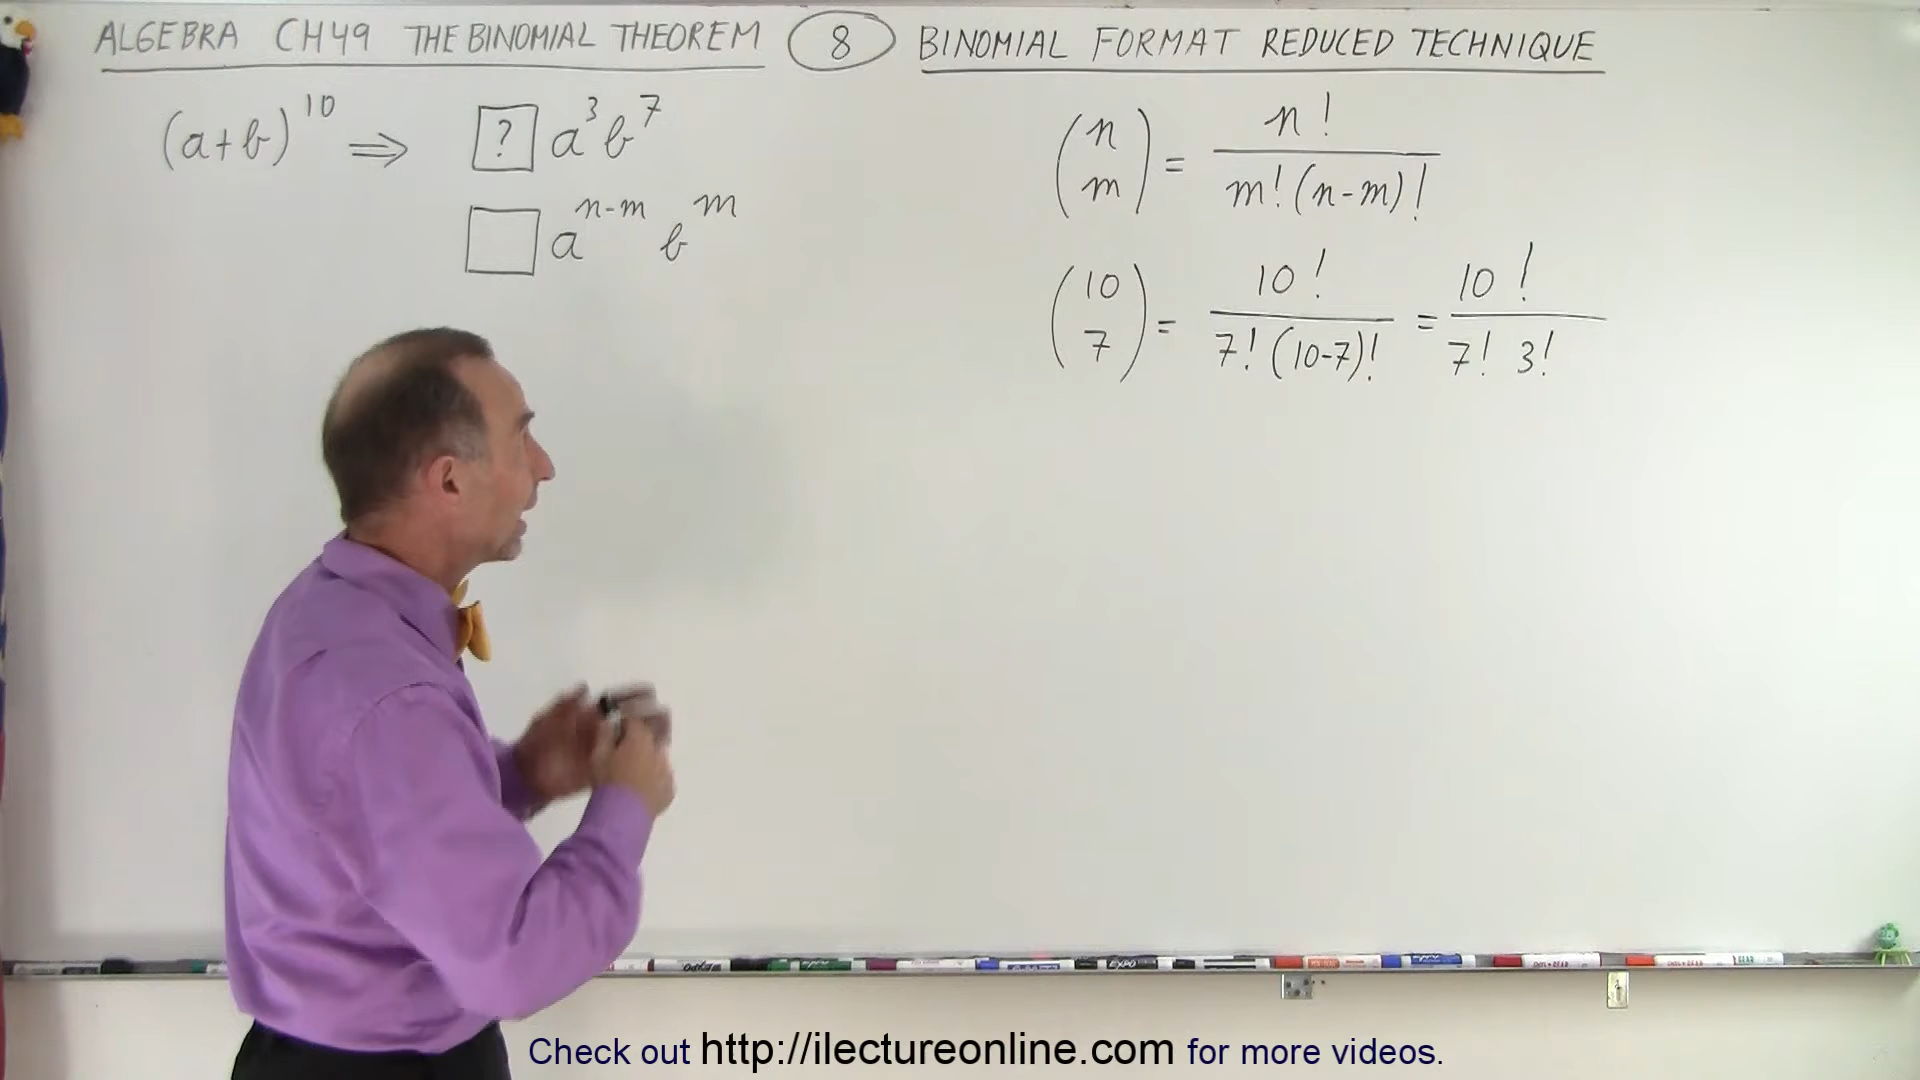 ALGEBRA CH49 THE BINOMIAL THEOREM 8 BINOMIAL FORMAT REDUCED TECHNIQUE
(a+b)^10 ⇒ [?] a^3 b^7
[ ] a^(n-m) b^m
(n m) = n! / m!(n-m)!
(10 7) = 10! / 7!(10-7)! = 10! / 7! 3!
EXPO
Check out http://ilectureonline.com for more videos.